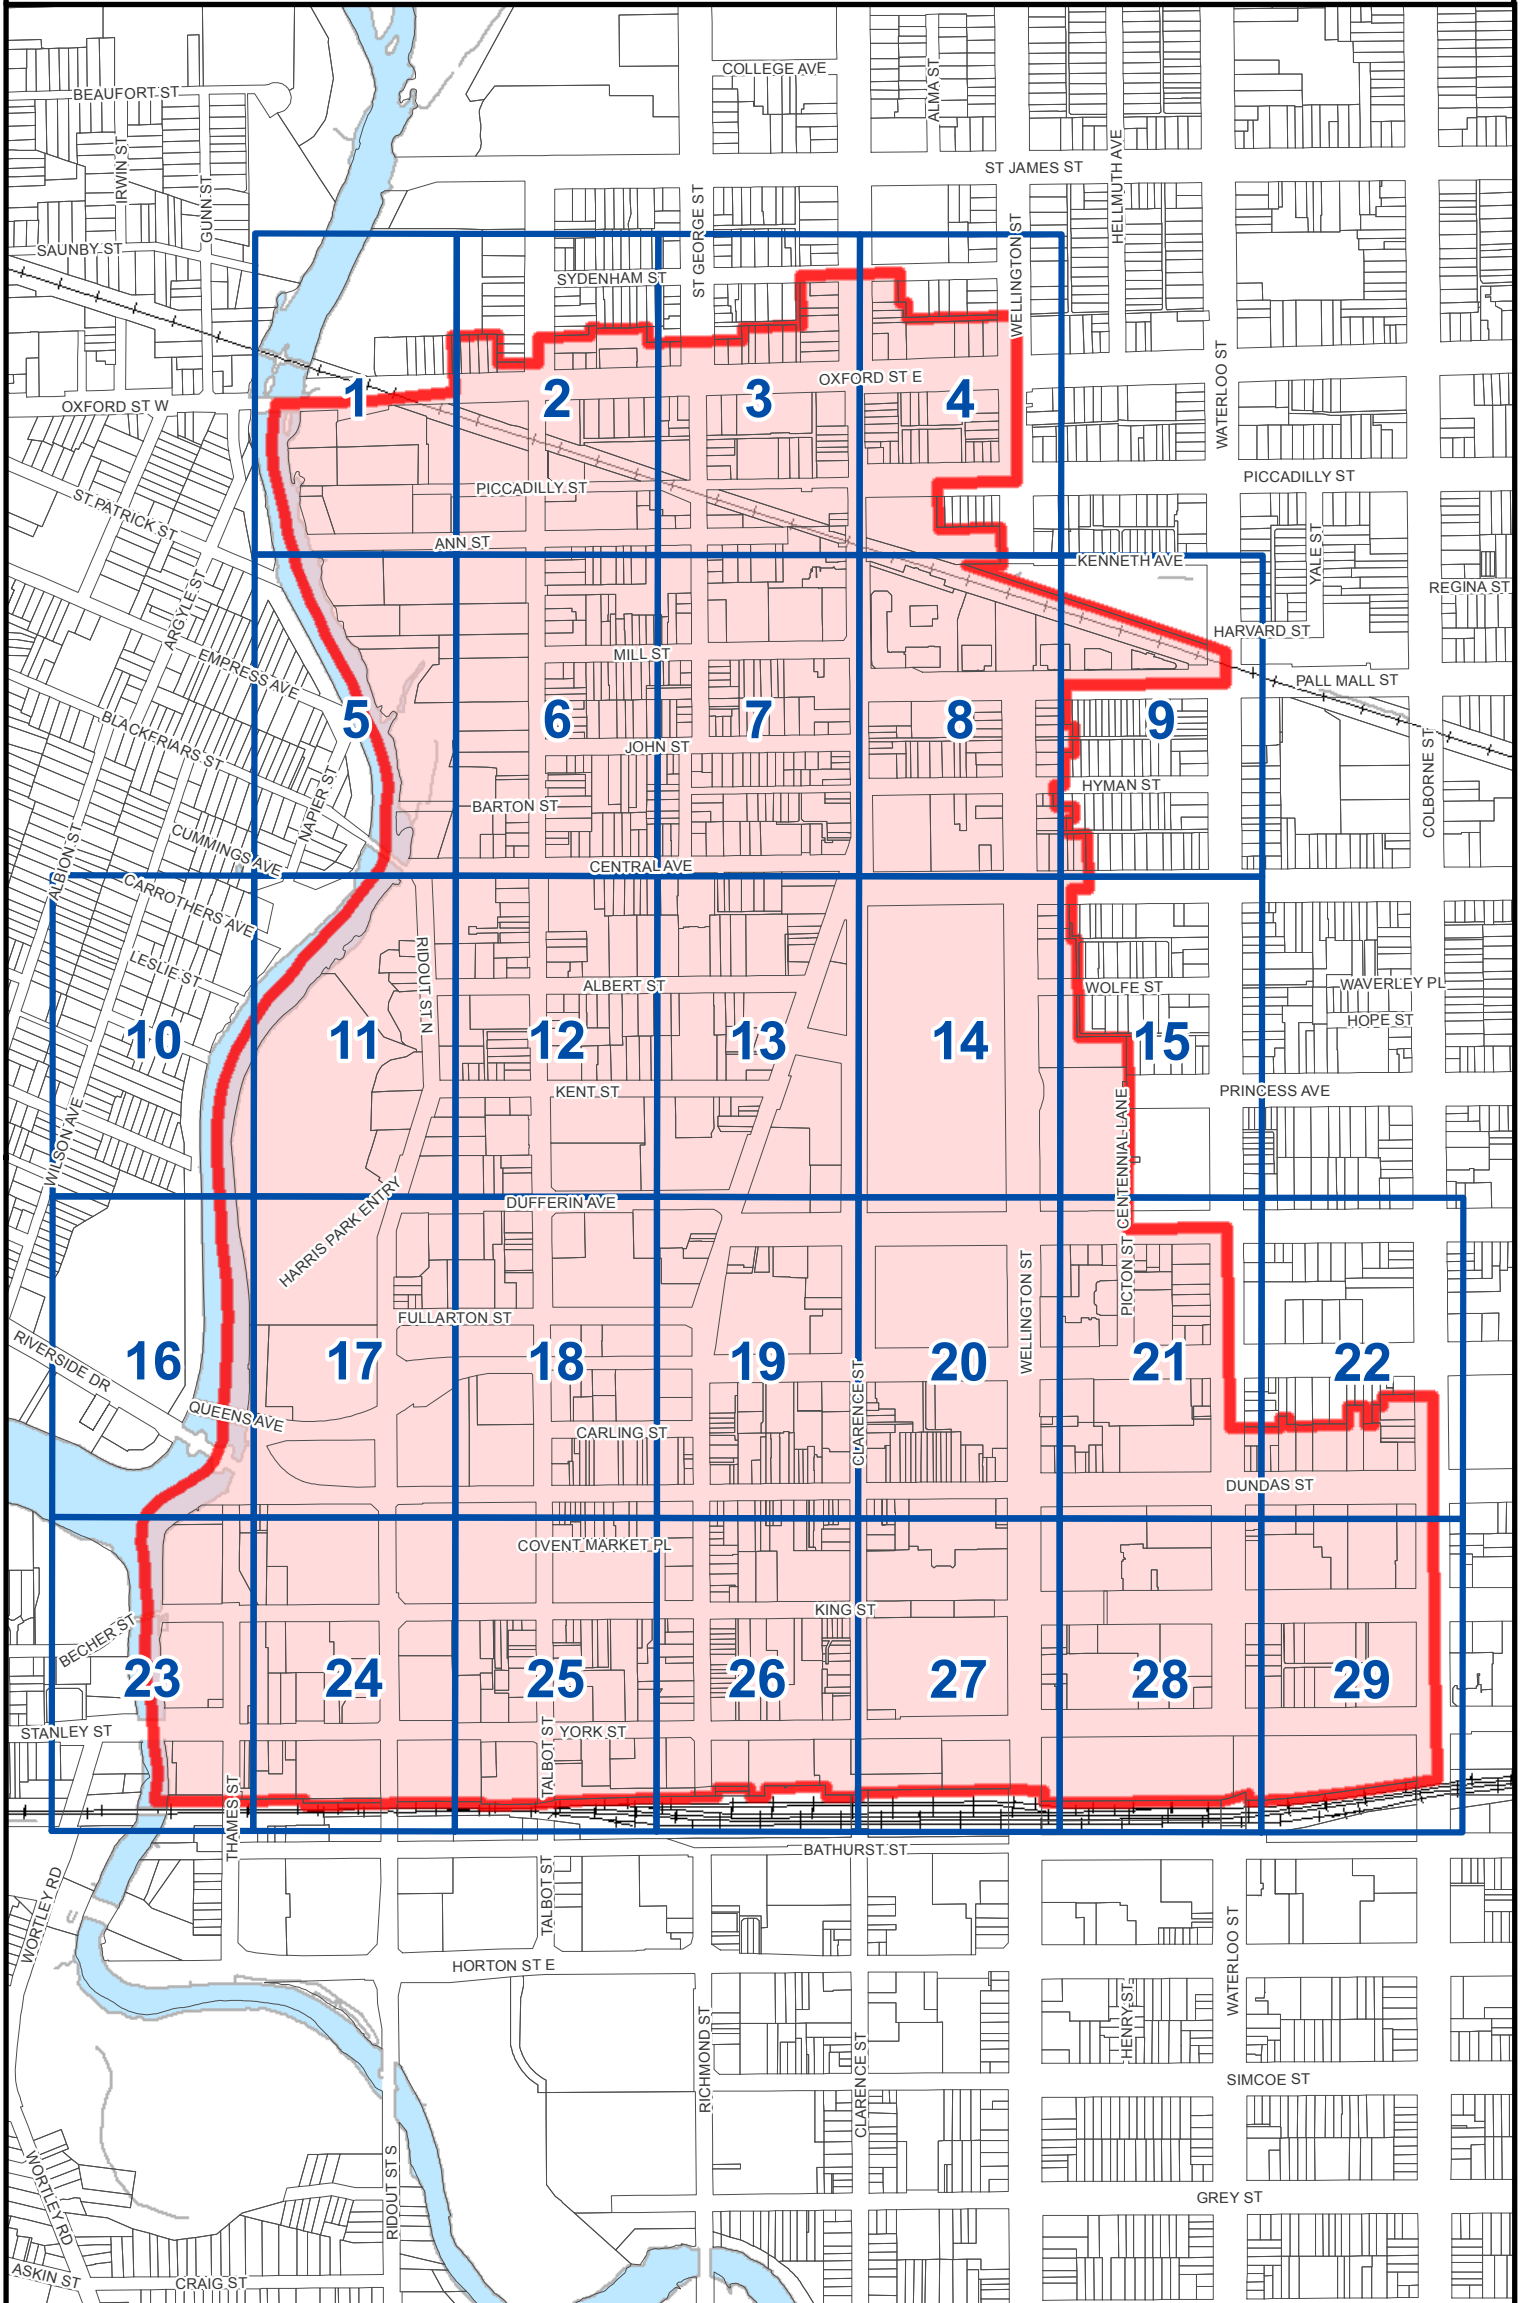 COLLEGE AVE
BEAUFORT ST
ALMA ST
IRWIN ST
HELLMUTH AVE
ST JAMES ST
GUNN ST
ST GEORGE ST
WELLINGTON ST
SAUNBY ST
SYDENHAM ST
OXFORD ST E
WATERLOO ST
1
2
3
4
OXFORD ST W
PICCADILLY ST
PICCADILLY ST
ST PATRICK ST
ANN ST
YALE ST
KENNETH AVE
REGINA ST
ARGYLE ST
HARVARD ST
MILL ST
EMPRESS AVE
PALL MALL ST
5
6
7
8
9
BLACKFRIARS ST
JOHN ST
COLBORNE ST
HYMAN ST
NAPIER ST
BARTON ST
CUMMINGS AVE
ALBION ST
CENTRAL AVE
CARROTHERS AVE
LESLIE ST
RIDOUT ST N
ALBERT ST
WOLFE ST
WAVERLEY PL
HOPE ST
10
11
12
13
14
15
KENT ST
PRINCESS AVE
WILSON AVE
CENTENNIAL LANE
DUFFERIN AVE
HARRIS PARK ENTRY
PICTON ST
WELLINGTON ST
FULLARTON ST
RIVERSIDE DR
16
17
18
19
20
21
22
QUEENS AVE
CLARENCE ST
CARLING ST
DUNDAS ST
COVENT MARKET PL
KING ST
BECHER ST
23
24
25
26
27
28
29
STANLEY ST
YORK ST
TALBOT ST
THAMES ST
BATHURST ST
WORTLEY RD
TALBOT ST
WATERLOO ST
HORTON ST E
RICHMOND ST
HENRY ST
CLARENCE ST
SIMCOE ST
RIDOUT ST S
WORTLEY RD
GREY ST
ASKIN ST
CRAIG ST